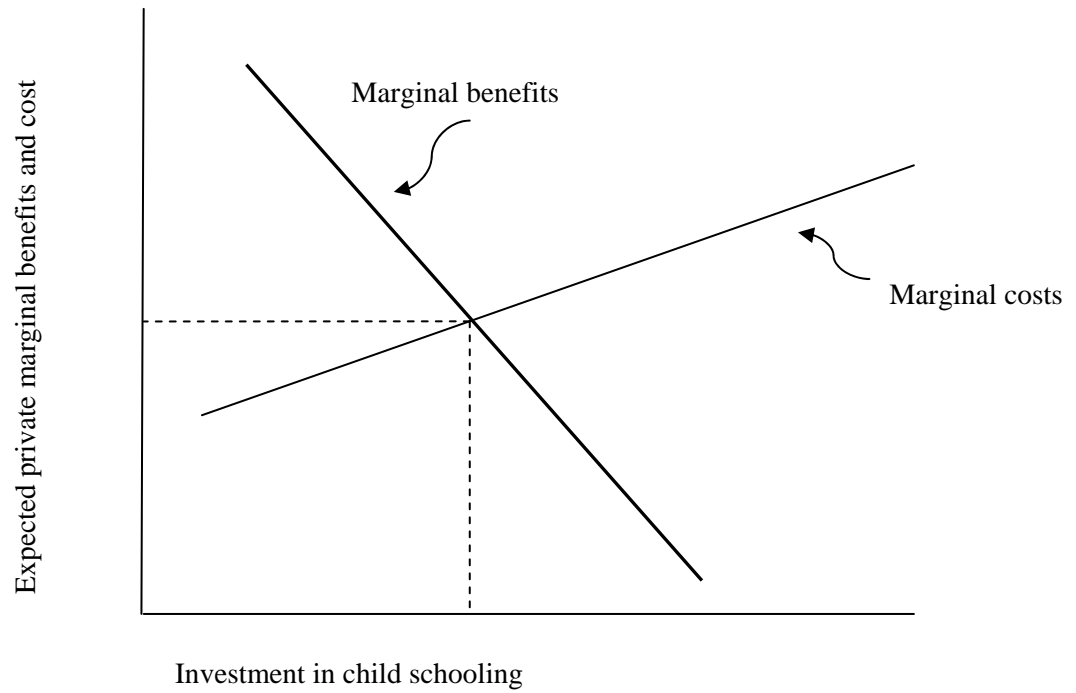 Expected private marginal benefits and cost
Marginal benefits
Marginal costs
Investment in child schooling